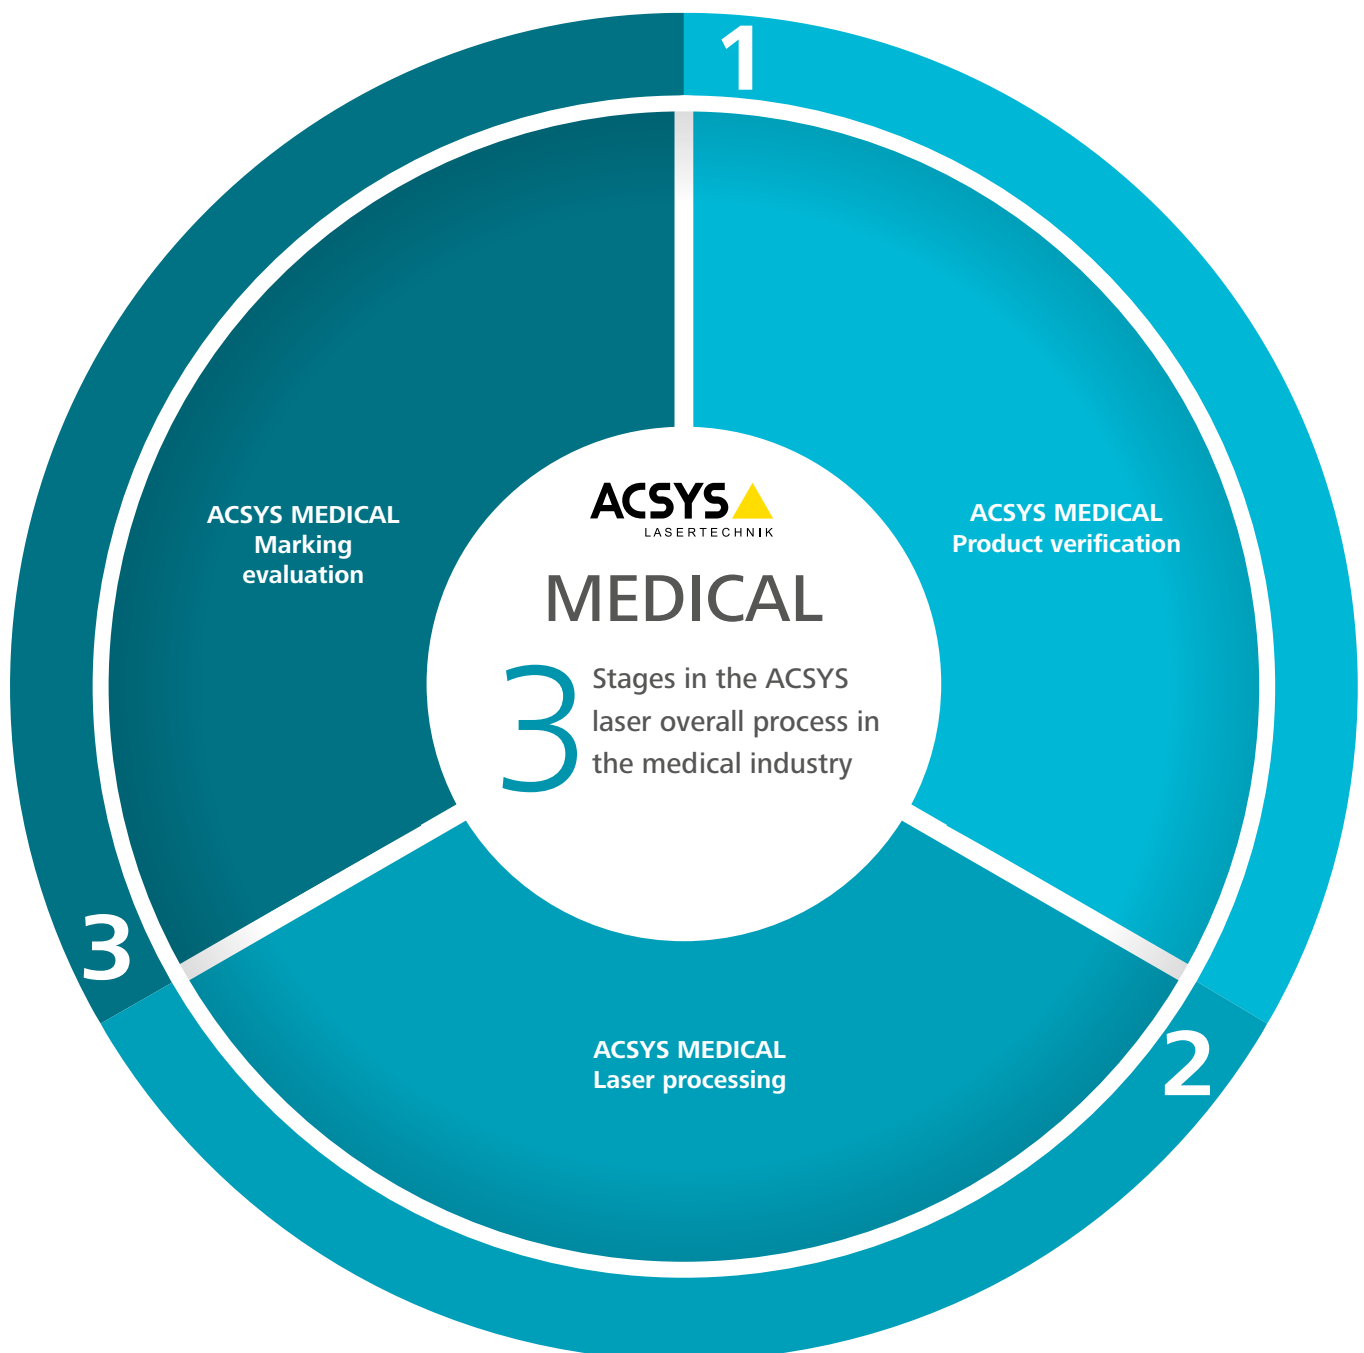 1
ACSYS MEDICAL
Product verification
2
ACSYS MEDICAL
Laser processing
3
ACSYS MEDICAL
Marking
evaluation
ACSYS
LASERTECHNIK
MEDICAL
3
Stages in the ACSYS
laser overall process in
the medical industry